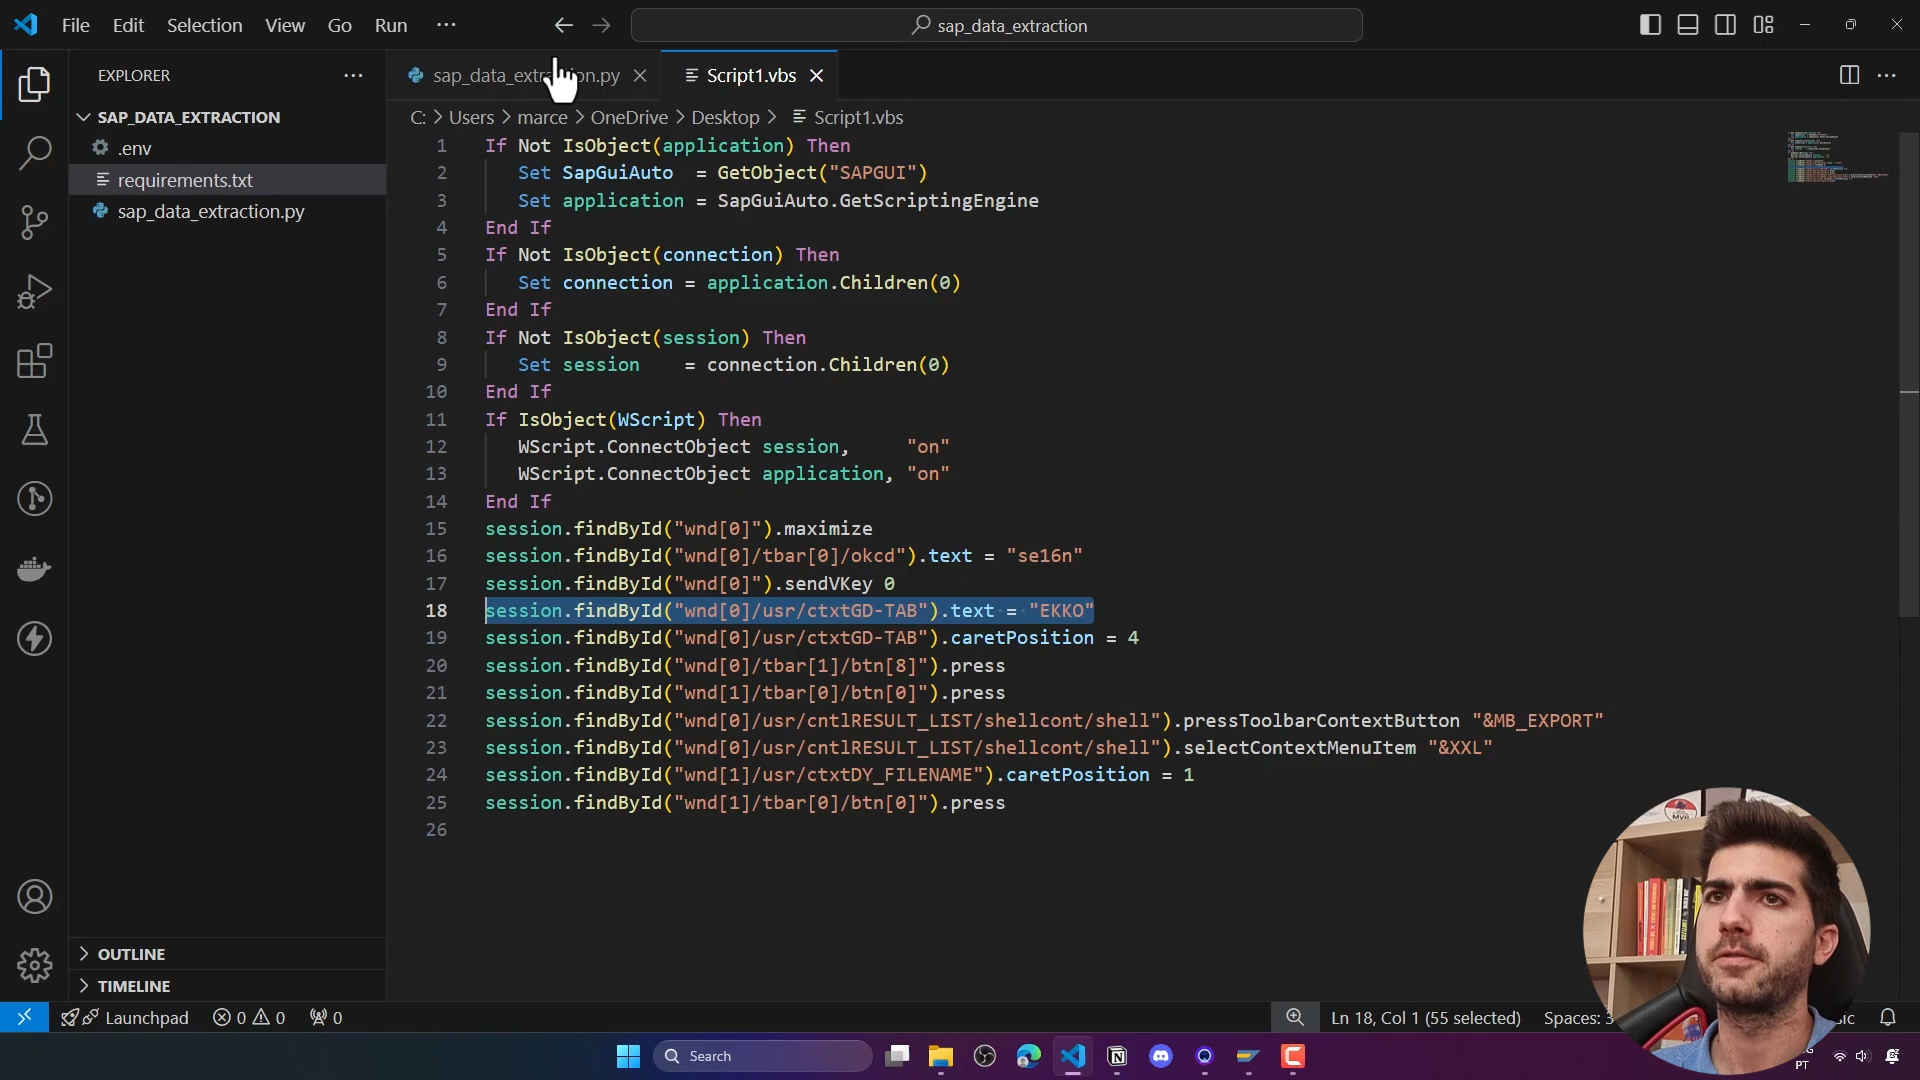 File Edit Selection View Go Run ···
sap_data_extraction
EXPLORER
SAP_DATA_EXTRACTION
.env
requirements.txt
sap_data_extraction.py
OUTLINE
TIMELINE
Script1.vbs
C: > Users > marce > OneDrive > Desktop > Script1.vbs
1 If Not IsObject(application) Then
2 Set SapGuiAuto  = GetObject("SAPGUI")
3 Set application = SapGuiAuto.GetScriptingEngine
4 End If
5 If Not IsObject(connection) Then
6 Set connection = application.Children(0)
7 End If
8 If Not IsObject(session) Then
9 Set session    = connection.Children(0)
10 End If
11 If IsObject(WScript) Then
12 WScript.ConnectObject session,     "on"
13 WScript.ConnectObject application, "on"
14 End If
15 session.findById("wnd[0]").maximize
16 session.findById("wnd[0]/tbar[0]/okcd").text = "se16n"
17 session.findById("wnd[0]").sendVKey 0
18 session.findById("wnd[0]/usr/ctxtGD-TAB").text = "EKKO"
19 session.findById("wnd[0]/usr/ctxtGD-TAB").caretPosition = 4
20 session.findById("wnd[0]/tbar[1]/btn[8]").press
21 session.findById("wnd[1]/tbar[0]/btn[0]").press
22 session.findById("wnd[0]/usr/cntlRESULT_LIST/shellcont/shell").pressToolbarContextButton "&MB_EXPORT"
23 session.findById("wnd[0]/usr/cntlRESULT_LIST/shellcont/shell").selectContextMenuItem "&XXL"
24 session.findById("wnd[1]/usr/ctxtDY_FILENAME").caretPosition = 1
25 session.findById("wnd[1]/tbar[0]/btn[0]").press
26
Launchpad 0 0 0
Ln 18, Col 1 (55 selected) Spaces: 3
Search
PT